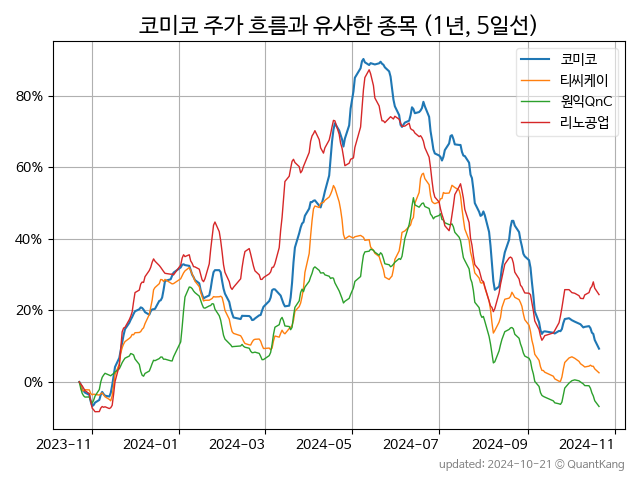 코미코 주가 흐름과 유사한 종목 (1년, 5일선)
코미코
티씨케이
원익QnC
리노공업
80%
60%
40%
20%
0%
2023-11
2024-01
2024-03
2024-05
2024-07
2024-09
2024-11
updated: 2024-10-21 © QuantKang